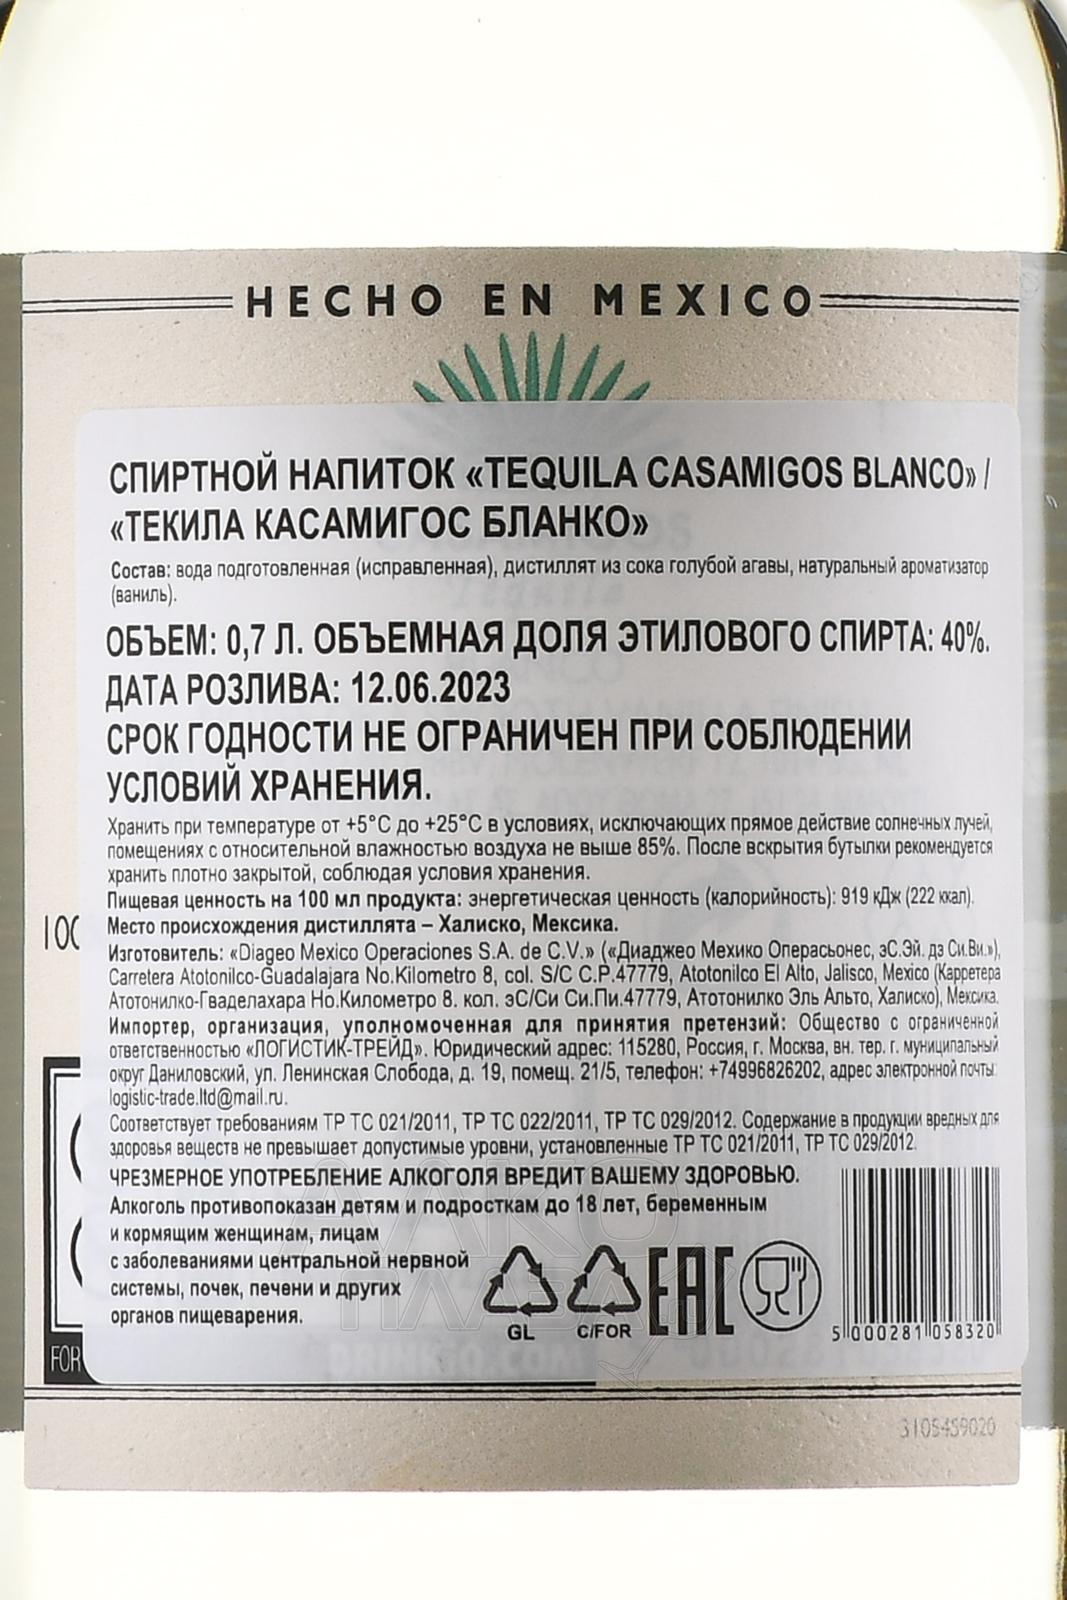 HECHO EN MEXICO
СПИРТНОЙ НАПИТОК «TEQUILA CASAMIGOS BLANCO» /
«ТЕКИЛА КАСАМИГОС БЛАНКО»
Состав: вода подготовленная (исправленная), дистиллят из сока голубой агавы, натуральный ароматизатор
(ваниль).
ОБЪЕМ: 0,7 Л. ОБЪЕМНАЯ ДОЛЯ ЭТИЛОВОГО СПИРТА: 40%.
ДАТА РОЗЛИВА: 12.06.2023
СРОК ГОДНОСТИ НЕ ОГРАНИЧЕН ПРИ СОБЛЮДЕНИИ
УСЛОВИЙ ХРАНЕНИЯ.
Хранить при температуре от +5°С до +25°С в условиях, исключающих прямое действие солнечных лучей,
помещениях с относительной влажностью воздуха не выше 85%. После вскрытия бутылки рекомендуется
хранить плотно закрытой, соблюдая условия хранения.
Пищевая ценность на 100 мл продукта: энергетическая ценность (калорийность): 919 кДж (222 ккал).
100
Место происхождения дистиллята – Халиско, Мексика.
Изготовитель: «Diageo Mexico Operaciones S.A. de C.V.» («Диаджео Мехико Операсьонес, эС.Эй. дэ Си.Ви.»),
Carretera Atotonilco-Guadalajara No.Kilometro 8, col. S/C C.P.47779, Atotonilco El Alto, Jalisco, Mexico (Карретера
Атотонилко-Гваделахара Но.Километро 8. кол. эС/Си Си.Пи.47779, Атотонилко Эль Альто, Халиско), Мексика.
Импортер, организация, уполномоченная для принятия претензий: Общество с ограниченной
ответственностью «ЛОГИСТИК-ТРЕЙД». Юридический адрес: 115280, Россия, г. Москва, вн. тер. г. муниципальный
округ Даниловский, ул. Ленинская Слобода, д. 19, помещ. 21/5, телефон: +74996826202, адрес электронной почты:
logistic-trade.ltd@mail.ru.
Соответствует требованиям ТР ТС 021/2011, ТР ТС 022/2011, ТР ТС 029/2012. Содержание в продукции вредных для
здоровья веществ не превышает допустимые уровни, установленные ТР ТС 021/2011, ТР ТС 029/2012.
ЧРЕЗМЕРНОЕ УПОТРЕБЛЕНИЕ АЛКОГОЛЯ ВРЕДИТ ВАШЕМУ ЗДОРОВЬЮ.
Алкоголь противопоказан детям и подросткам до 18 лет, беременным
и кормящим женщинам, лицам
с заболеваниями центральной нервной
системы, почек, печени и других
органов пищеварения.
GL C/FOR EAC
5 000281 058320
FOR
3105459020